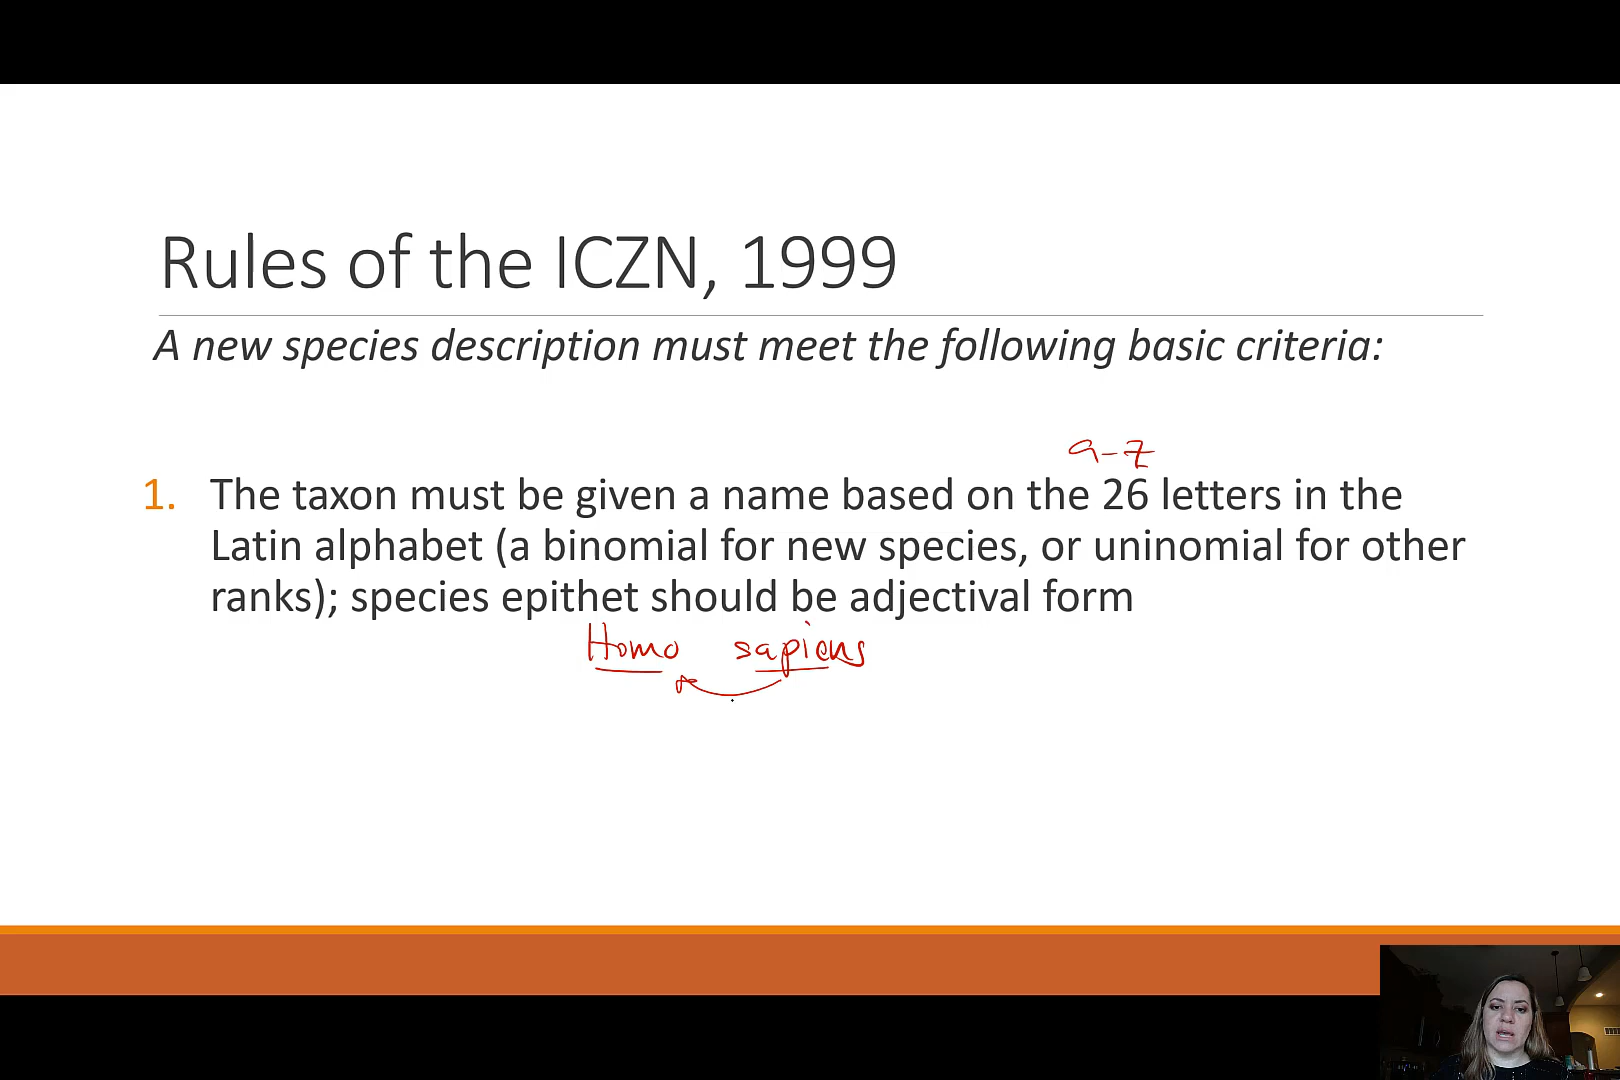 Rules of the ICZN, 1999
A new species description must meet the following basic criteria:
a-z
1. The taxon must be given a name based on the 26 letters in the
Latin alphabet (a binomial for new species, or uninomial for other
ranks); species epithet should be adjectival form
Homo sapiens